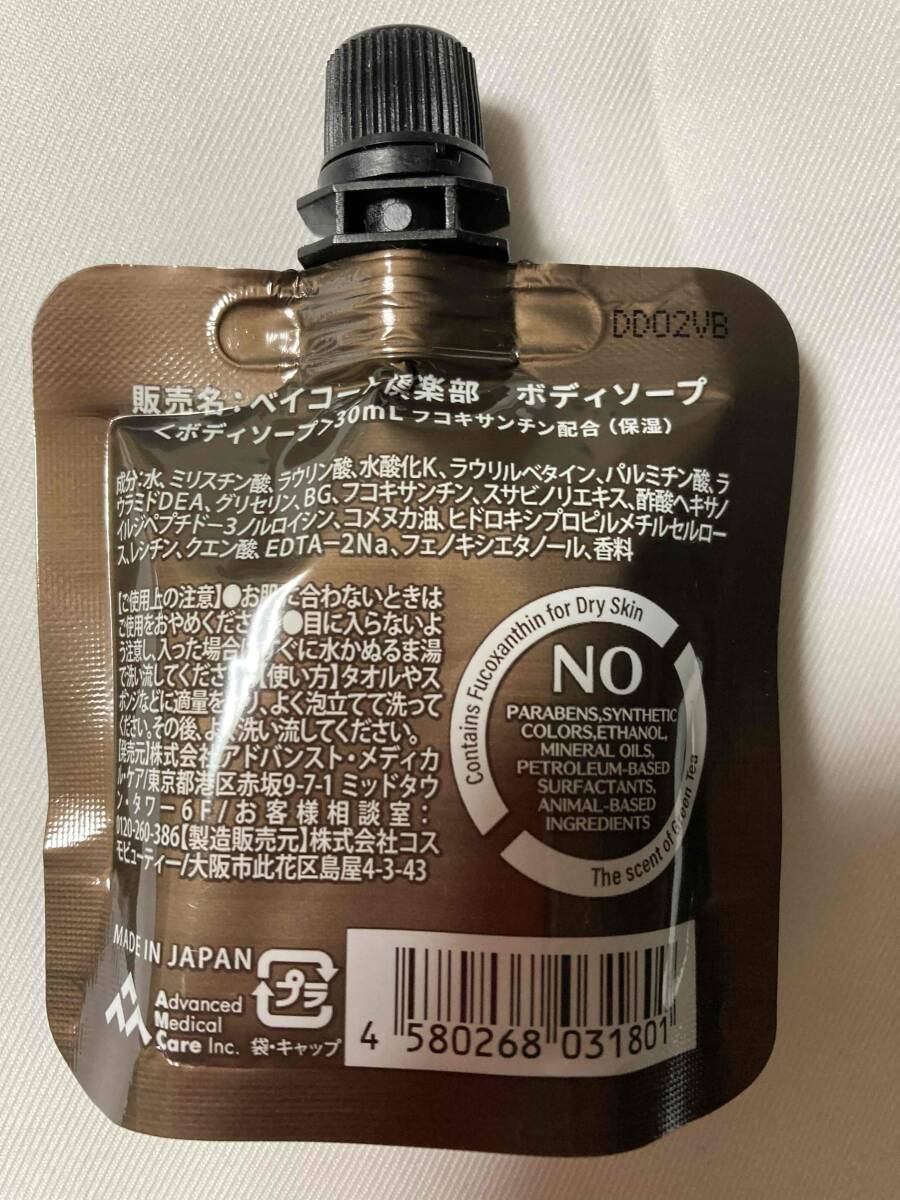 DD02VB
販売名:ベイコート倶楽部 ボディソープ
<ボディソープ>30mL フコキサンチン配合(保湿)
成分:水、ミリスチン酸、ラウリン酸、水酸化K、ラウリルベタイン、パルミチン酸、ラ
ウラミドDEA、グリセリン、BG、フコキサンチン、スサビノリエキス、酢酸ヘキサノ
イルジペプチド-3ノルロイシン、コメヌカ油、ヒドロキシプロピルメチルセルロー
ス、レシチン、クエン酸、EDTA-2Na、フェノキシエタノール、香料
【ご使用上の注意】●お肌に合わないときは
ご使用をおやめください。●目に入らないよ
う注意し、入った場合はすぐに水かぬるま湯
で洗い流してください。【使い方】タオルやス
ポンジなどに適量をとり、よく泡立てて洗って
ください。その後、よく洗い流してください。
【発売元】株式会社アドバンスト・メディカ
ル・ケア/東京都港区赤坂9-7-1 ミッドタウ
ン・タワー6F/お客様相談室:
0120-260-386【製造販売元】株式会社コス
モビューティー/大阪市此花区島屋4-3-43
Contains Fucoxanthin for Dry Skin
NO
PARABENS,SYNTHETIC
COLORS,ETHANOL,
MINERAL OILS,
PETROLEUM-BASED
SURFACTANTS,
ANIMAL-BASED
INGREDIENTS
The scent of Green Tea
MADE IN JAPAN
プラ
Advanced
Medical
Care Inc. 袋・キャップ
4 580268 031801